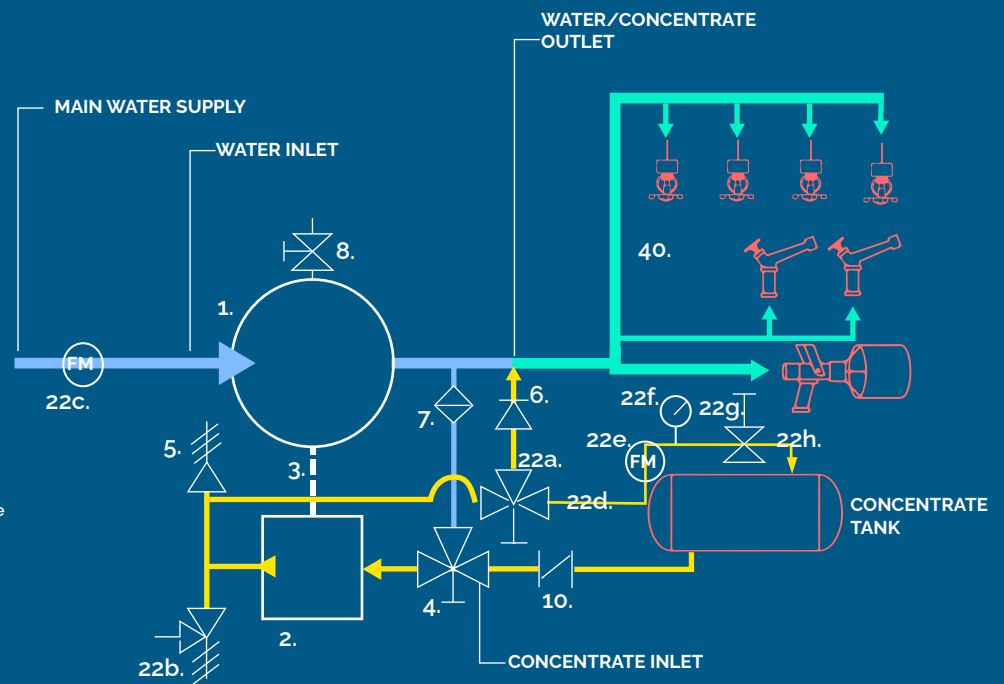 WATER/CONCENTRATE
OUTLET
MAIN WATER SUPPLY
WATER INLET
8.
40.
1.
FM
22c.
22f.
22g.
7.
6.
5.
22e.
22h.
FM
3.
22a.
22d.
CONCENTRATE
TANK
e
4.
10.
2.
CONCENTRATE INLET
22b.